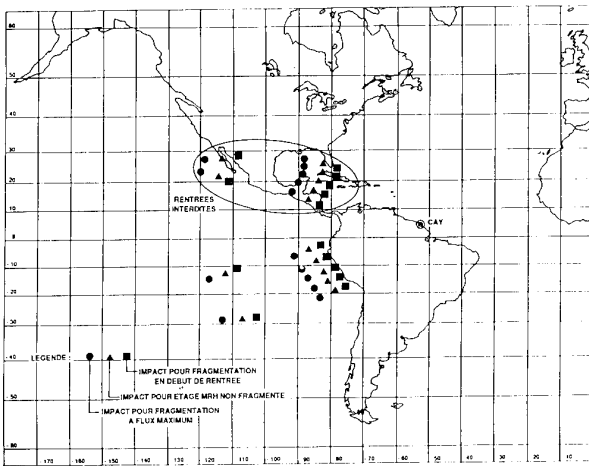 60
50
40
30
20
10
0
-10
-20
-30
-40
-50
-80
RENTREES
INTERDITES
CAY
LEGENDE :
IMPACT POUR FRAGMENTATION
EN DEBUT DE RENTREE
IMPACT POUR ETAGE MRH NON FRAGMENTE
IMPACT POUR FRAGMENTATION
A FLUX MAXIMUM
-170 -160 -150 -140 -130 -120 -110 -100 -90 -80 -70 -60 -50 -40 -30 -20 10 0